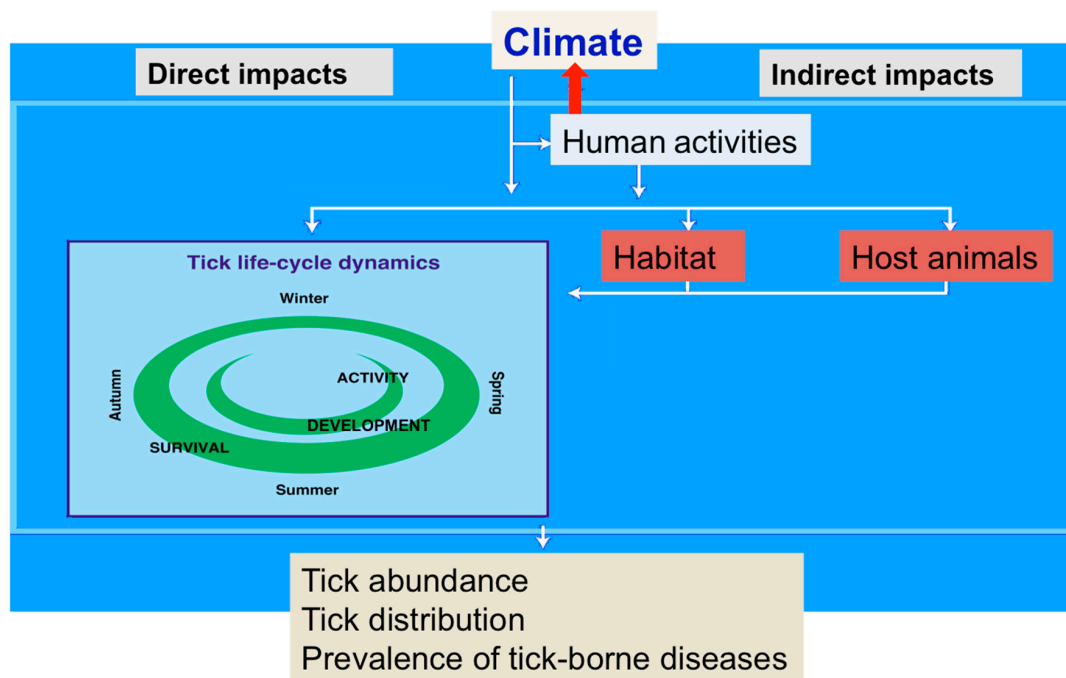 Climate
Direct impacts
Indirect impacts
Human activities
Habitat
Host animals
Tick life-cycle dynamics
Winter
Autumn
Spring
ACTIVITY
DEVELOPMENT
SURVIVAL
Summer
Tick abundance
Tick distribution
Prevalence of tick-borne diseases